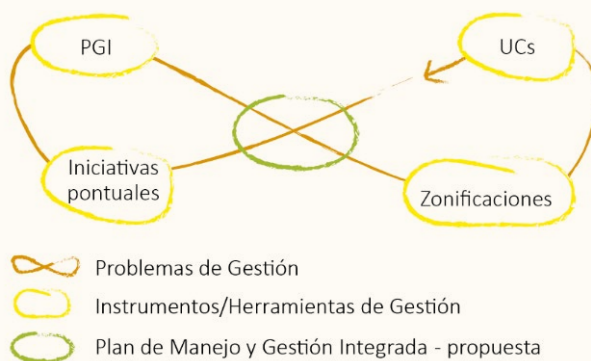 PGI
UCs
Iniciativas
pontuales
Zonificaciones
Problemas de Gestión
Instrumentos/Herramientas de Gestión
Plan de Manejo y Gestión Integrada - propuesta